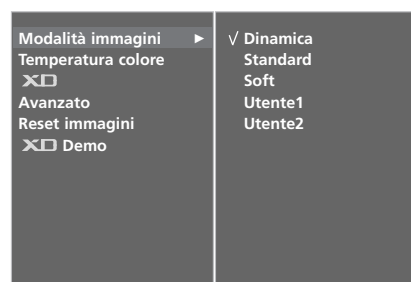 Modalità immagini ►
Temperatura colore
XD
Avanzato
Reset immagini
XD Demo
√ Dinamica
Standard
Soft
Utente1
Utente2